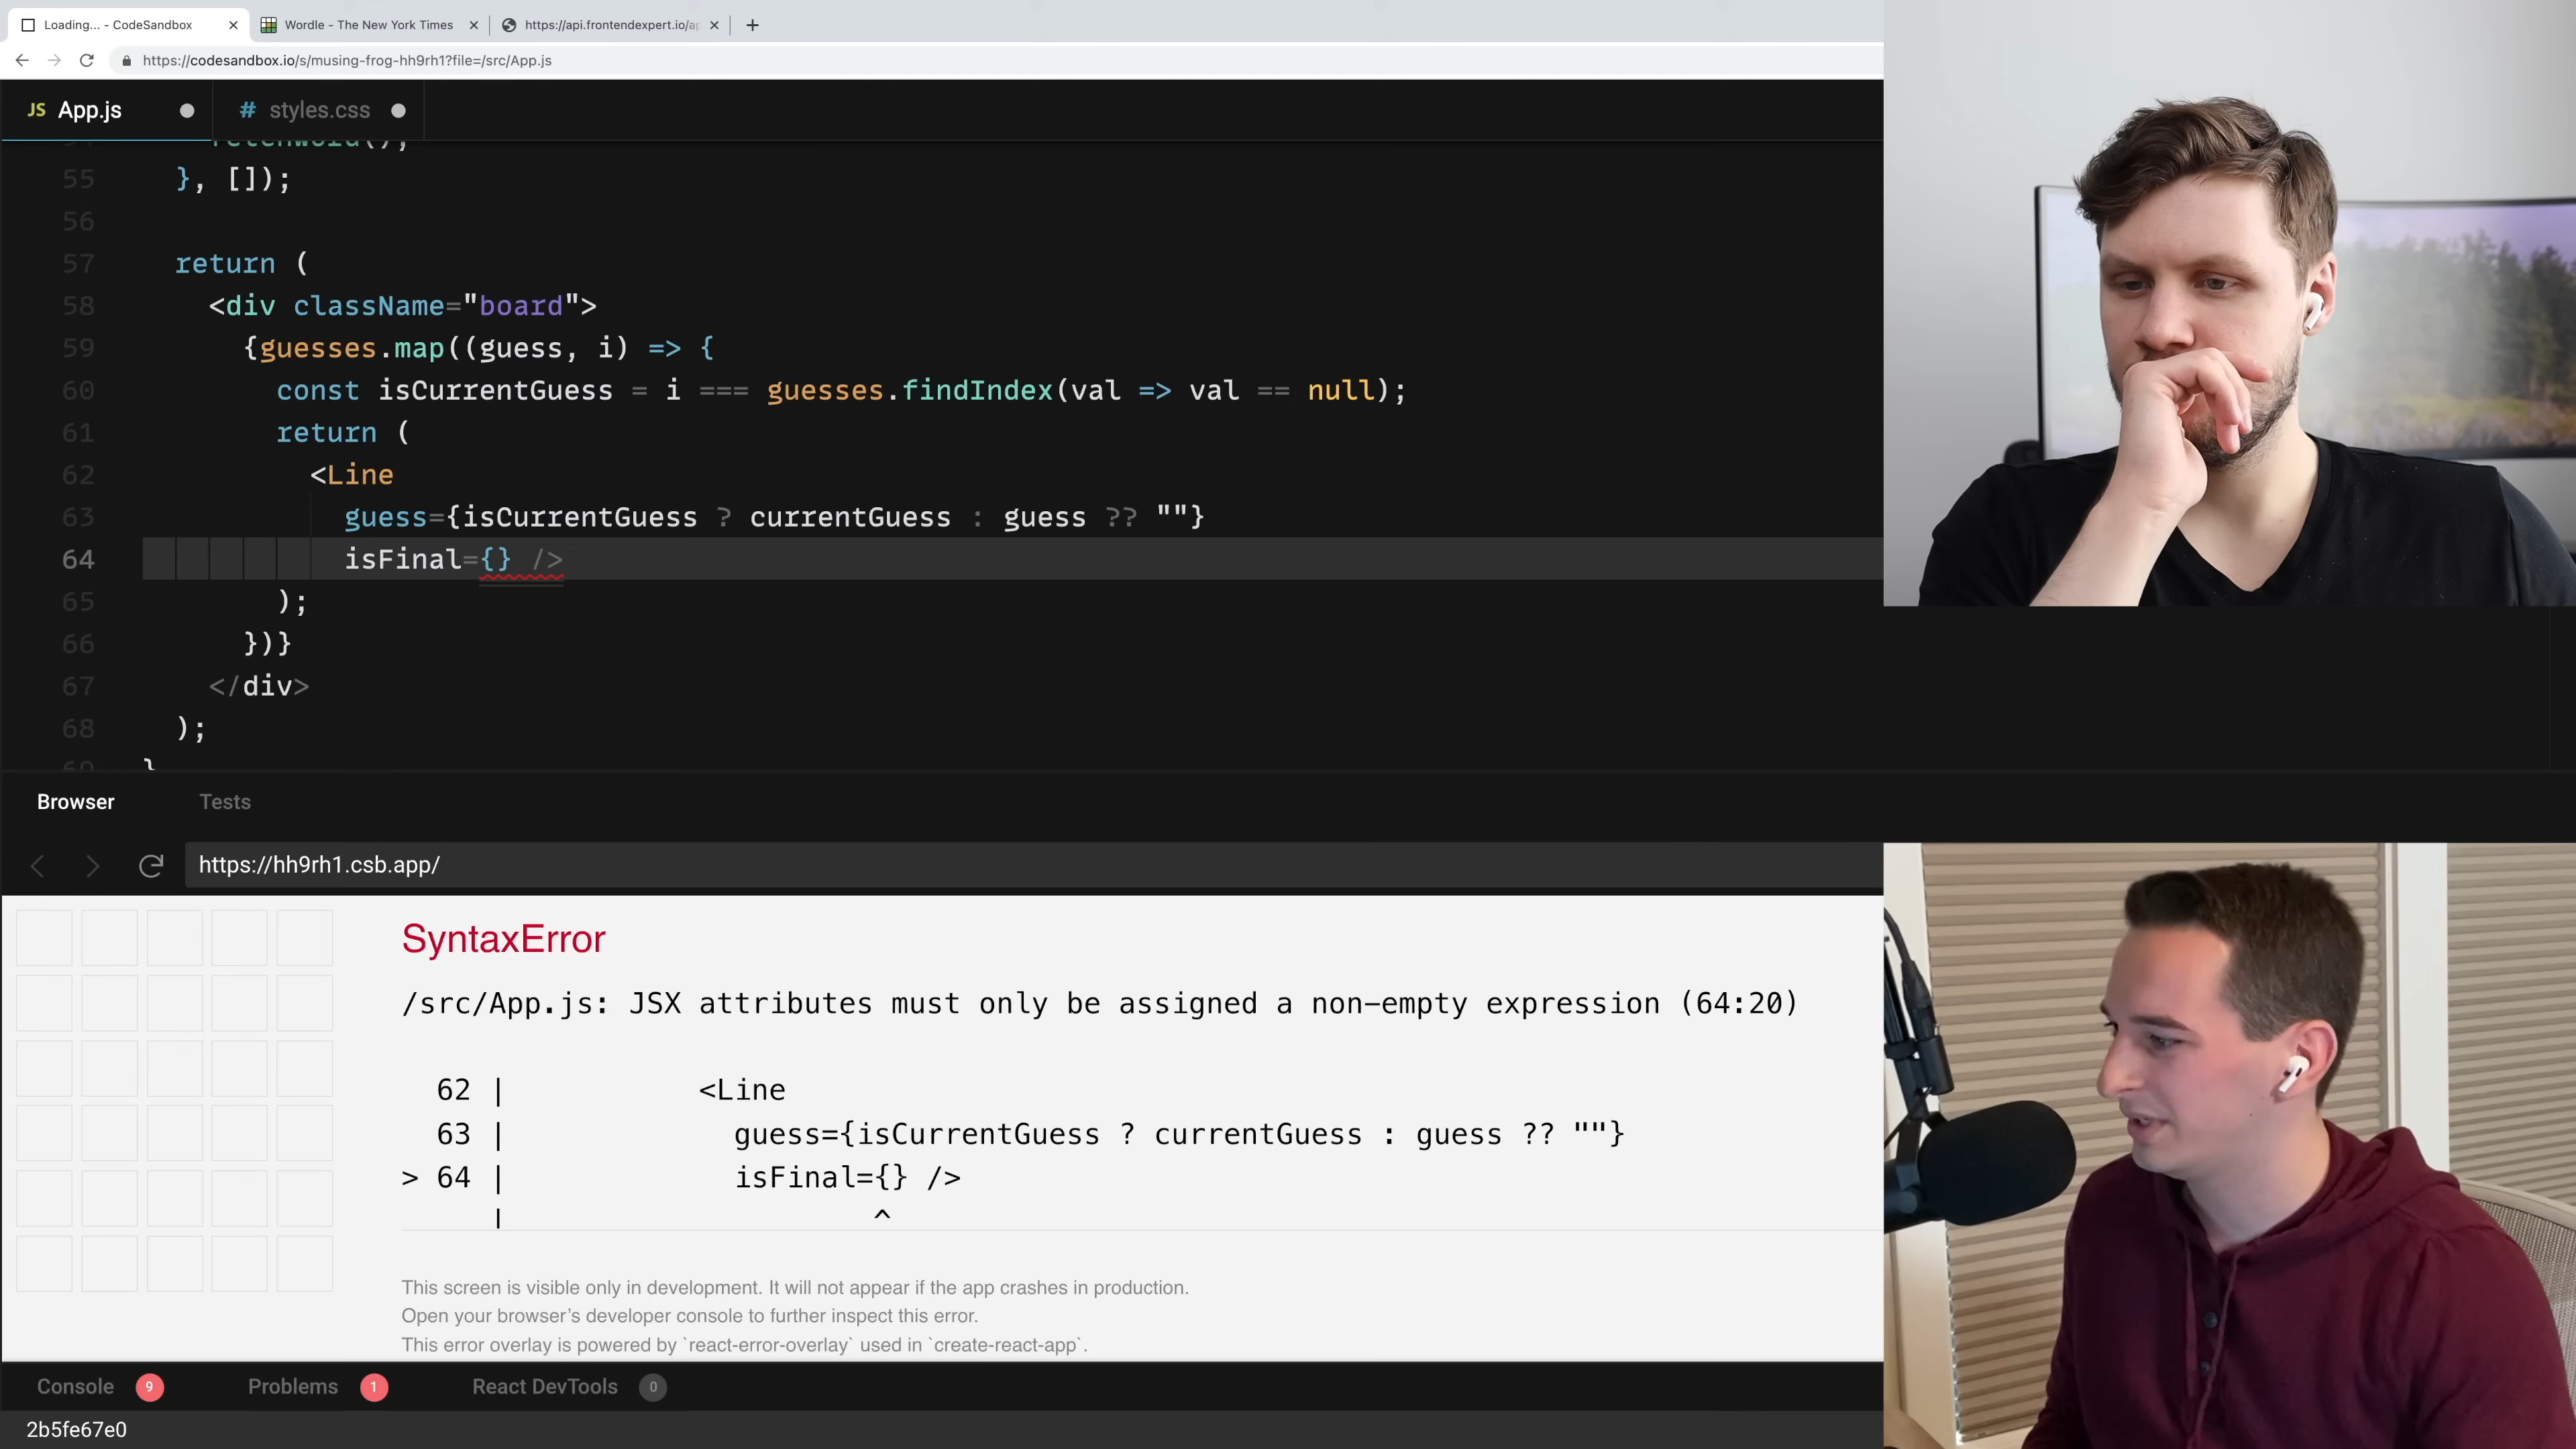 Loading... - CodeSandbox
Wordle - The New York Times
https://api.frontendexpert.io/ap
https://codesandbox.io/s/musing-frog-hh9rh1?file=/src/App.js
JS App.js
# styles.css
fetchWord();
55 }, []);
56
57 return (
58 <div className="board">
59 {guesses.map((guess, i) => {
60 const isCurrentGuess = i === guesses.findIndex(val => val == null);
61 return (
62 <Line
63 guess={isCurrentGuess ? currentGuess : guess ?? ""}
64 isFinal={} />
65 );
66 })}
67 </div>
68 );
69 }
Browser Tests
https://hh9rh1.csb.app/
SyntaxError
/src/App.js: JSX attributes must only be assigned a non-empty expression (64:20)
62 | <Line
63 | guess={isCurrentGuess ? currentGuess : guess ?? ""}
> 64 | isFinal={} />
| ^
This screen is visible only in development. It will not appear if the app crashes in production.
Open your browser's developer console to further inspect this error.
This error overlay is powered by `react-error-overlay` used in `create-react-app`.
Console 9 Problems 1 React DevTools 0
2b5fe67e0